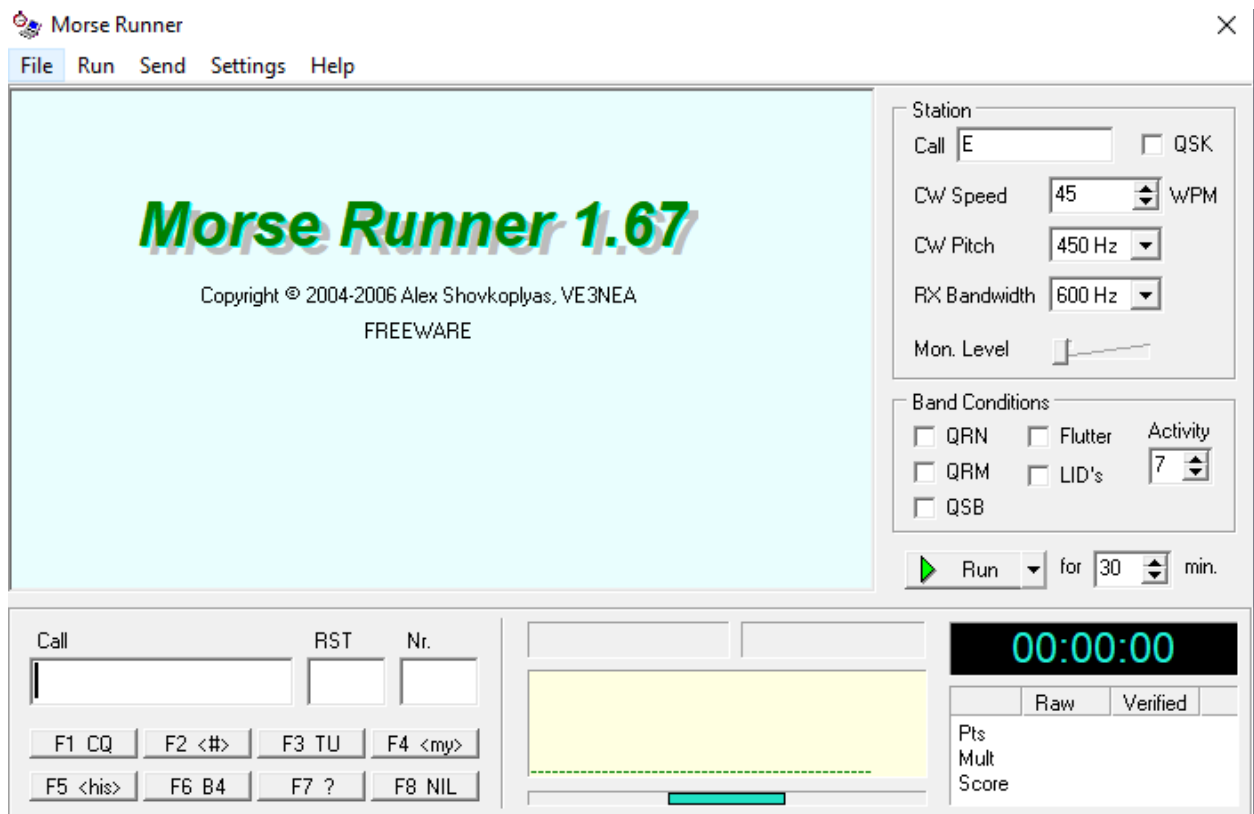 Morse Runner
File Run Send Settings Help
Morse Runner 1.67
Copyright © 2004-2006 Alex Shovkoplyas, VE3NEA
FREEWARE
Station
Call E QSK
CW Speed 45 WPM
CW Pitch 450 Hz
RX Bandwidth 600 Hz
Mon. Level
Band Conditions
QRN Flutter Activity
QRM LID's 7
QSB
Run for 30 min.
Call RST Nr.
F1 CQ F2 <#> F3 TU F4 <my>
F5 <his> F6 B4 F7 ? F8 NIL
00:00:00
Raw Verified
Pts
Mult
Score